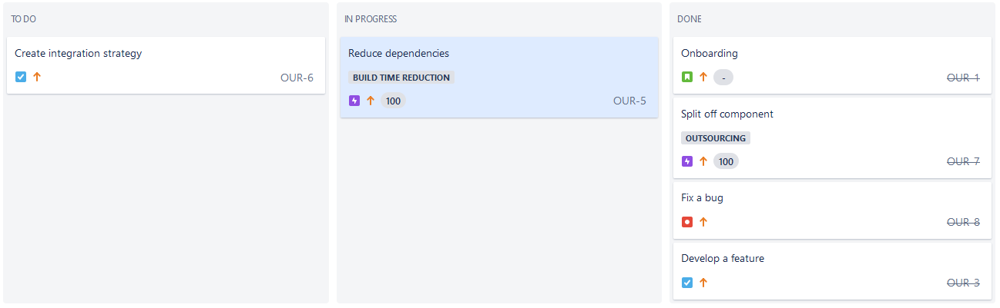 TO DO
Create integration strategy
OUR-6
IN PROGRESS
Reduce dependencies
BUILD TIME REDUCTION
100 OUR-5
DONE
Onboarding
- OUR-1
Split off component
OUTSOURCING
100 OUR-7
Fix a bug
OUR-8
Develop a feature
OUR-3